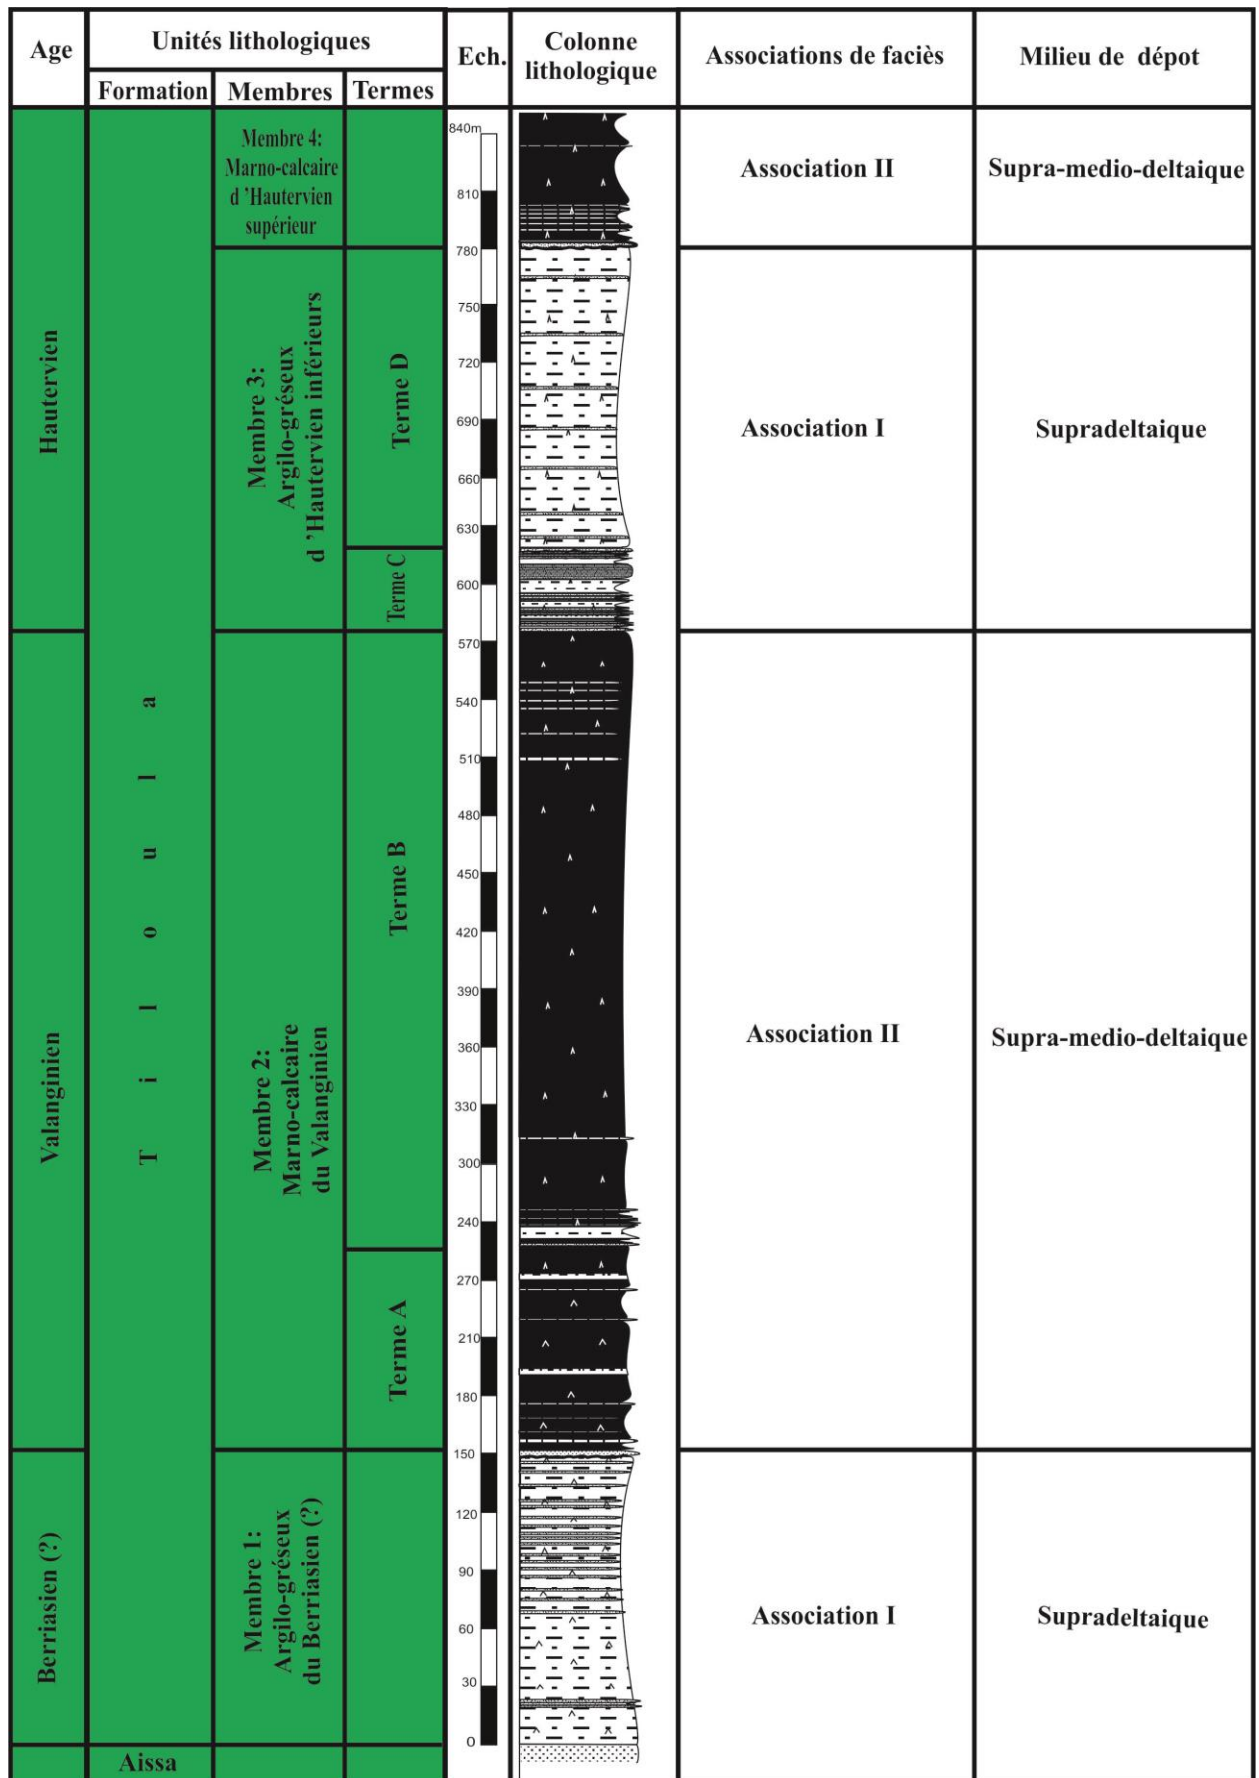 Age
Unités lithologiques
Ech.
Colonne
lithologique
Associations de faciès
Milieu de dépot
Formation
Membres
Termes
Hautervien
Valanginien
Berriasien (?)
Tiloula
Aissa
Membre 4:
Marno-calcaire
d 'Hautervien
supérieur
Membre 3:
Argilo-gréseux
d 'Hautervien inférieurs
Membre 2:
Marno-calcaire
du Valanginien
Membre 1:
Argilo-gréseux
du Berriasien (?)
Terme D
Terme C
Terme B
Terme A
840m
810
780
750
720
690
660
630
600
570
540
510
480
450
420
390
360
330
300
240
270
210
180
150
120
90
60
30
0
Association II
Association I
Association II
Association I
Supra-medio-deltaique
Supradeltaique
Supra-medio-deltaique
Supradeltaique